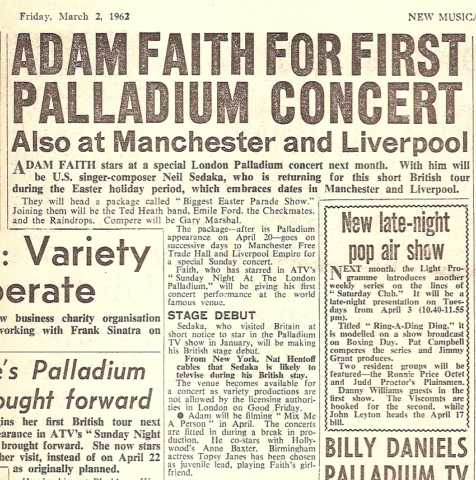 Friday, March 2, 1962
NEW MUSICA
ADAM FAITH FOR FIRST
PALLADIUM CONCERT
Also at Manchester and Liverpool
ADAM FAITH stars at a special London Palladium concert next month. With him will
be U.S. singer-composer Neil Sedaka, who is returning for this short British tour
during the Easter holiday period, which embraces dates in Manchester and Liverpool.
They will head a package called "Biggest Easter Parade Show."
Joining them will be the Ted Heath band, Emile Ford, the Checkmates,
and the Raindrops. Compere will be Gary Marshal.
: Variety
erate
w business charity organisation
working with Frank Sinatra on
e's Palladium
ought forward
ins her first British tour next
earance in ATV's "Sunday Night
brought forward. She now stars
her visit, instead of on April 22
as originally planned.
The package—after its Palladium
appearance on April 20—goes on
successive days to Manchester Free
Trade Hall and Liverpool Empire for
a special Sunday concert.
Faith, who has starred in ATV's
"Sunday Night At The London
Palladium," will be giving his first
concert performance at the world
famous venue.
STAGE DEBUT
Sedaka, who visited Britain at
short notice to star in the Palladium
TV show in January, will be making
his British stage debut.
From New York, Nat Hentoff
cables that Sedaka is likely to
televise during his British stay.
The venue becomes available for
a concert as variety productions are
not allowed by the licensing authori-
ties in London on Good Friday.
● Adam will be filming "Mix Me
A Person" in April. The concerts
are fitted in during a break in pro-
duction. He co-stars with Holly-
wood's Anne Baxter. Birmingham
actress Topsy Janes has been chosen
as juvenile lead, playing Faith's girl-
friend.
New late-night
pop air show
NEXT month, the Light Pro-
gramme introduces another
weekly series on the lines of
"Saturday Club." It will be a
late-night presentation on Tues-
days from April 3 (10.40-11.55
pm).
Titled "Ring-A-Ding Ding," it
is modelled on a show broadcast
on Boxing Day. Pat Campbell
comperes the series and Jimmy
Grant produces.
Two resident groups will be
featured—the Ronnie Price Octet
and Judd Proctor's Plainsmen.
Danny Williams guests in the
first show. The Viscounts are
booked for the second, while
John Leyton heads the April 17
bill.
BILLY DANIELS
PALLADIUM TV